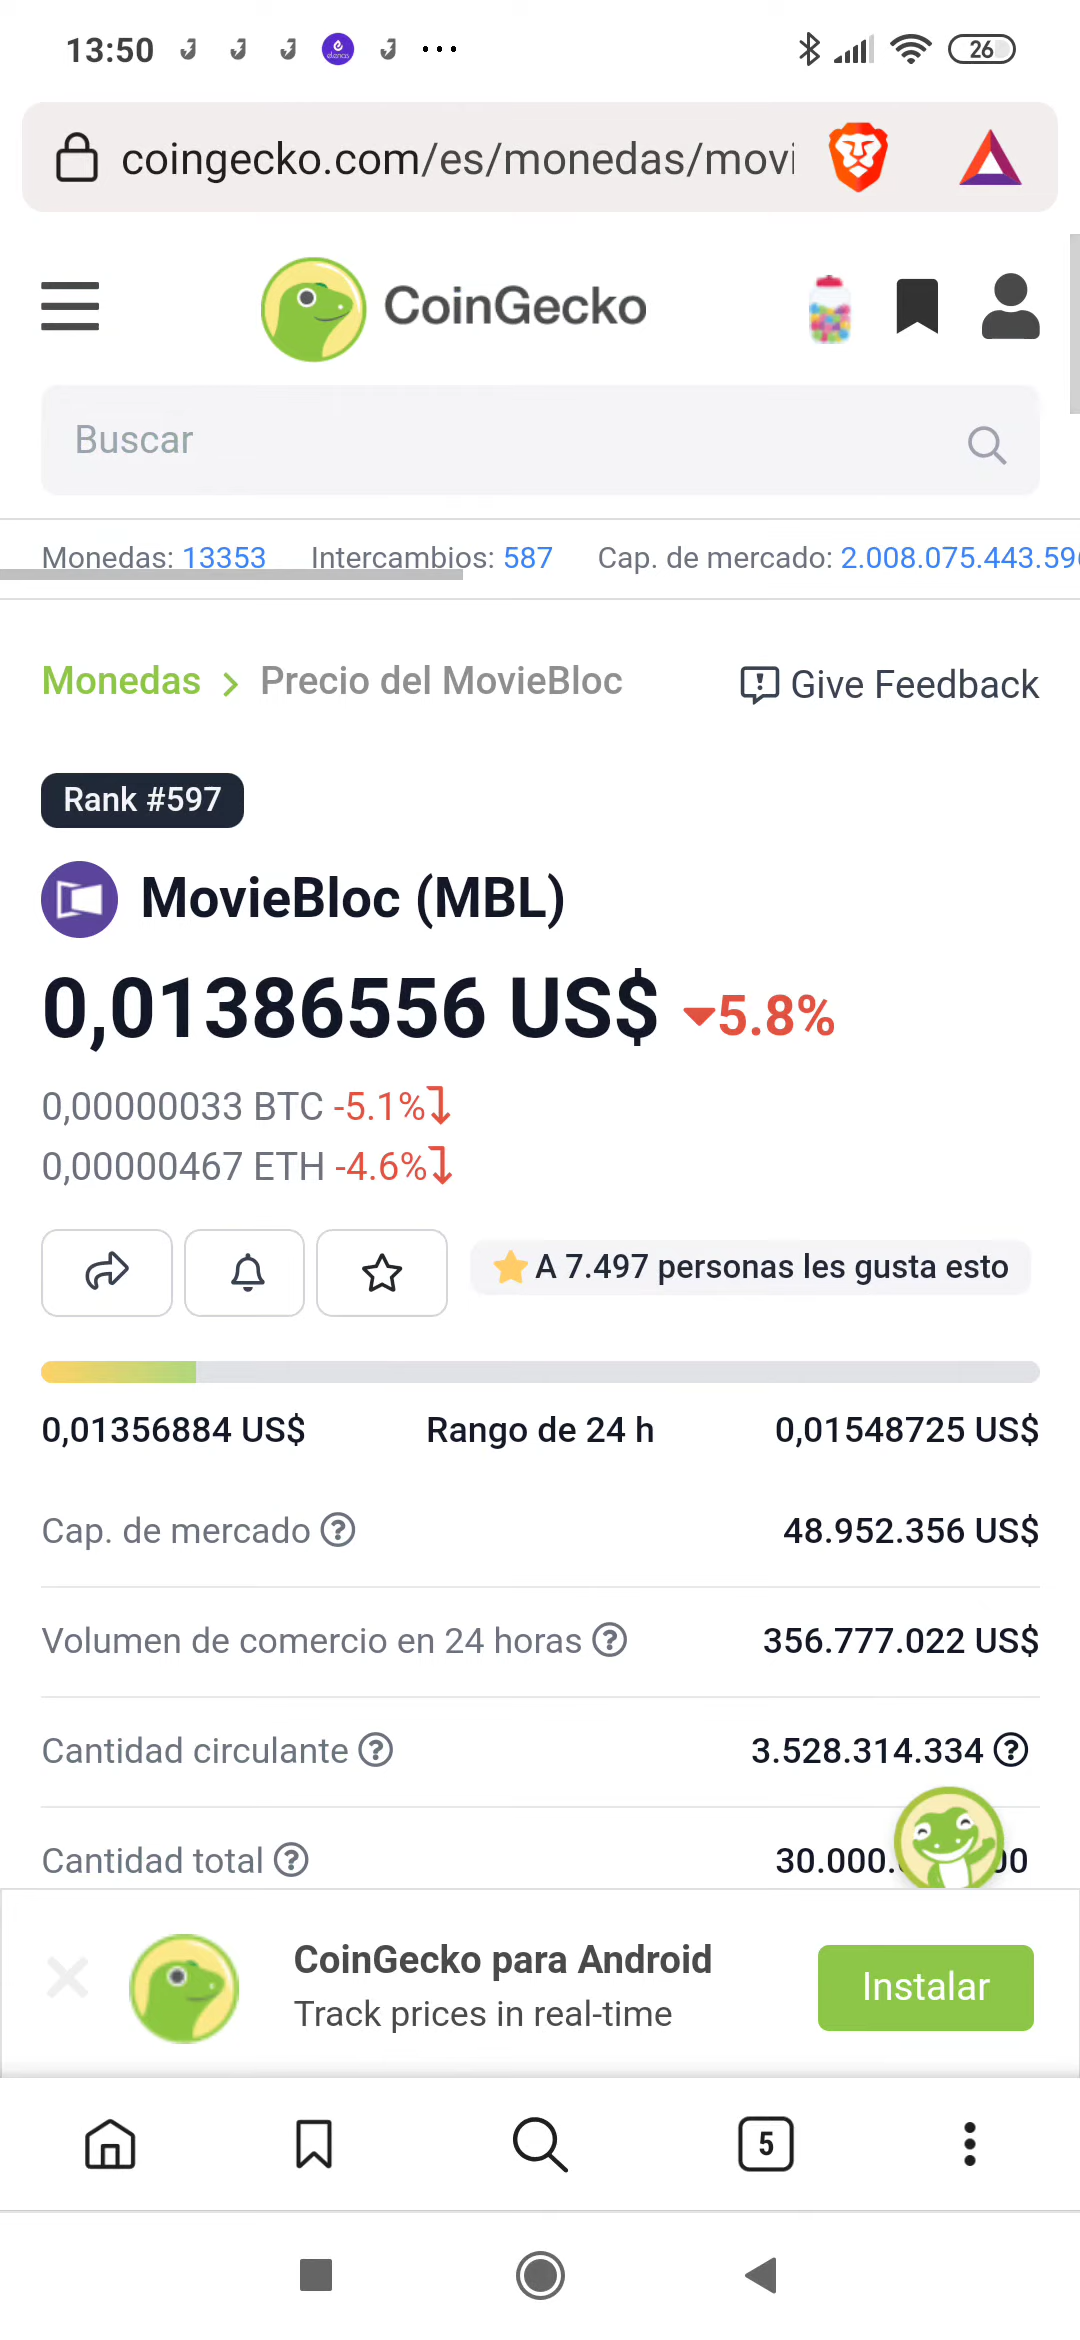 13:50
elenas
26
coingecko.com/es/monedas/movi
CoinGecko
Buscar
Monedas: 13353 Intercambios: 587 Cap. de mercado: 2.008.075.443.59
Monedas > Precio del MovieBloc
Give Feedback
Rank #597
MovieBloc (MBL)
0,01386556 US$ 5.8%
0,00000033 BTC -5.1%
0,00000467 ETH -4.6%
A 7.497 personas les gusta esto
0,01356884 US$ Rango de 24 h 0,01548725 US$
Cap. de mercado 48.952.356 US$
Volumen de comercio en 24 horas 356.777.022 US$
Cantidad circulante 3.528.314.334
Cantidad total 30.000.
CoinGecko para Android
Track prices in real-time
Instalar
5